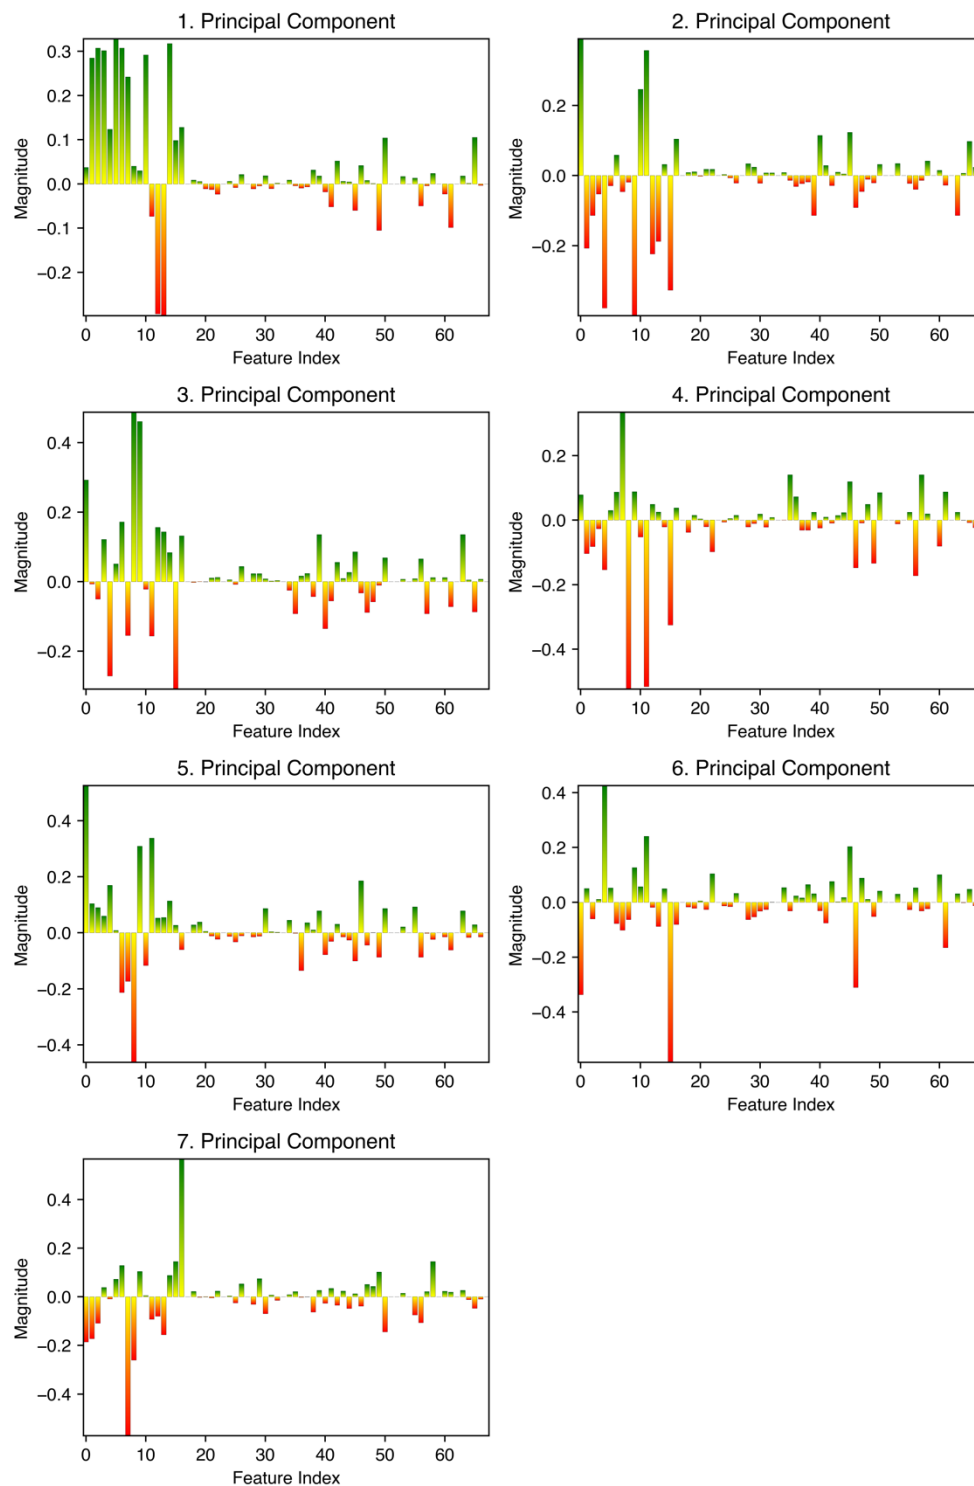 1. Principal Component
0.3
0.2
0.1
0.0
−0.1
−0.2
Magnitude
0 10 20 30 40 50 60
Feature Index
2. Principal Component
0.2
0.0
−0.2
Magnitude
0 10 20 30 40 50 60
Feature Index
3. Principal Component
0.4
0.2
0.0
−0.2
Magnitude
0 10 20 30 40 50 60
Feature Index
4. Principal Component
0.2
0.0
−0.2
−0.4
Magnitude
0 10 20 30 40 50 60
Feature Index
5. Principal Component
0.4
0.2
0.0
−0.2
−0.4
Magnitude
0 10 20 30 40 50 60
Feature Index
6. Principal Component
0.4
0.2
0.0
−0.2
−0.4
Magnitude
0 10 20 30 40 50 60
Feature Index
7. Principal Component
0.4
0.2
0.0
−0.2
−0.4
Magnitude
0 10 20 30 40 50 60
Feature Index